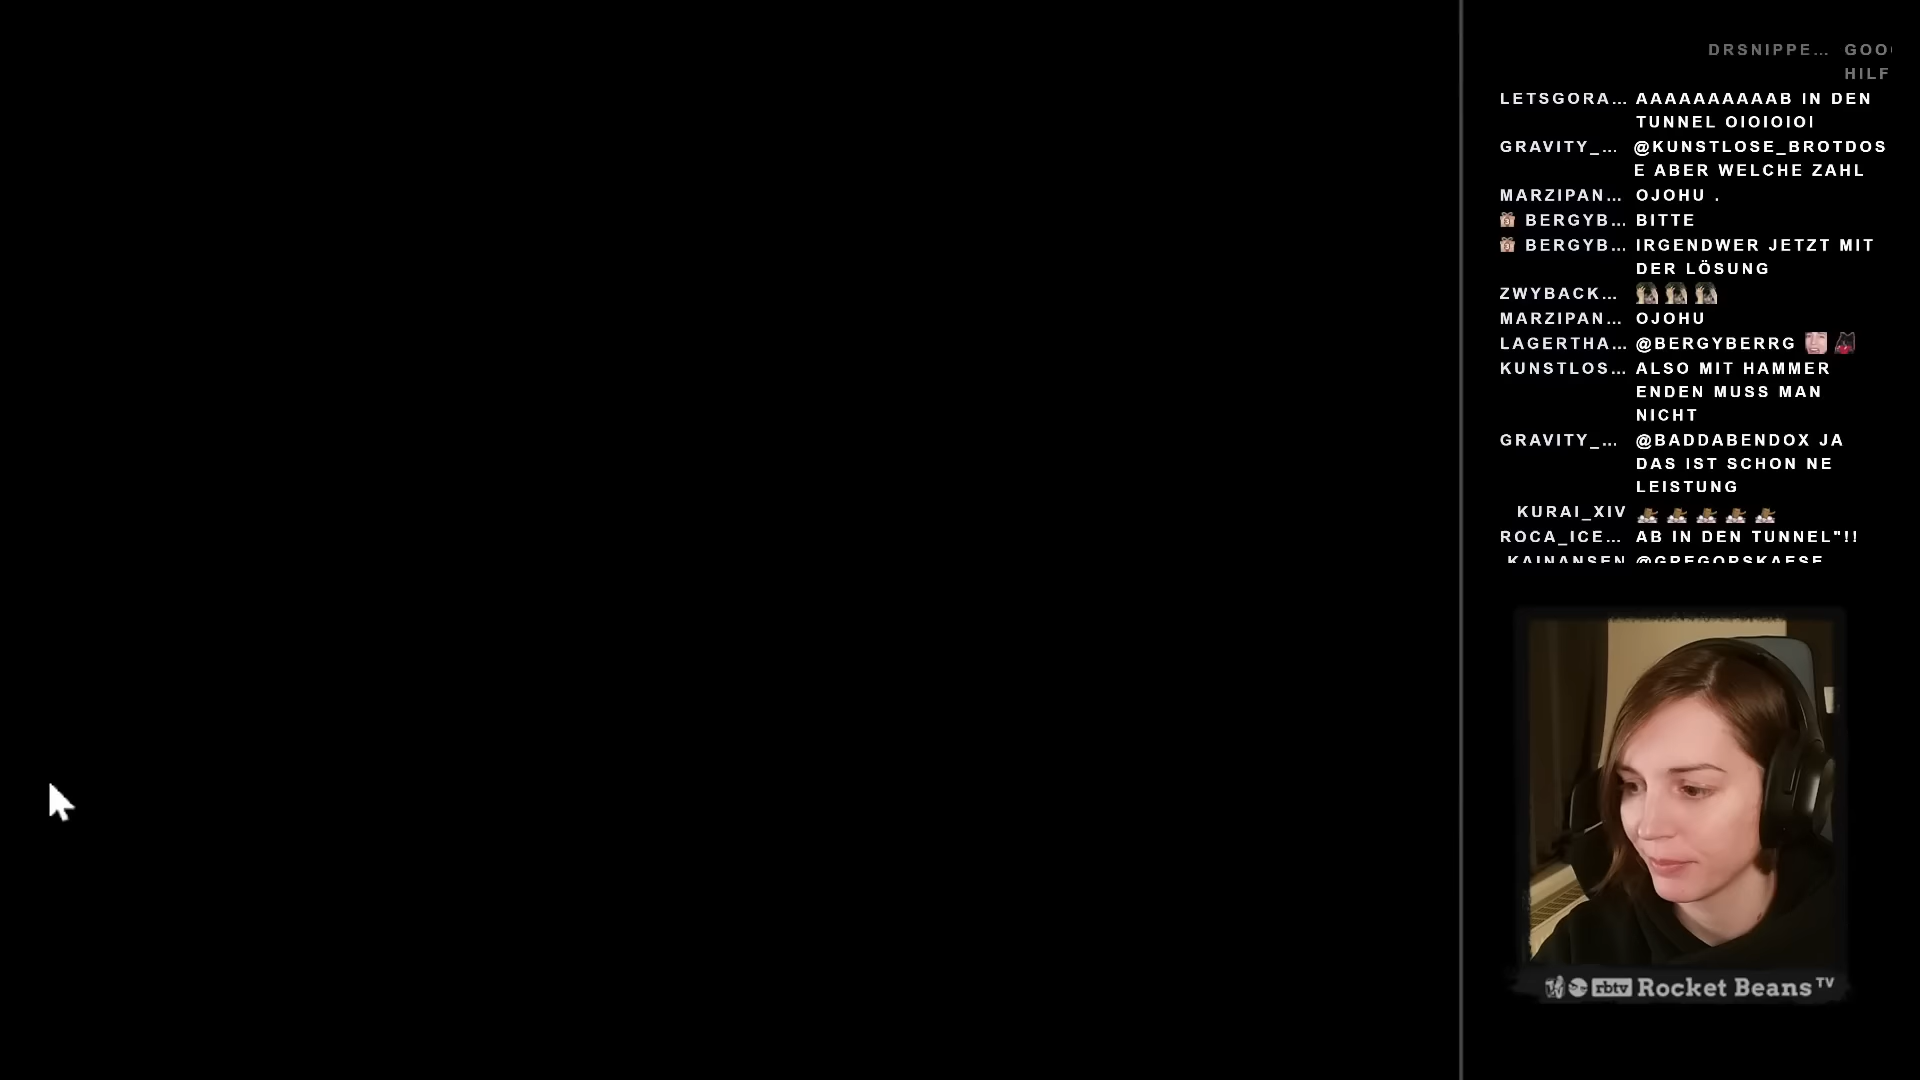 DRSNIPPE… GOO
HILF
LETSGORA… AAAAAAAAAAB IN DEN
TUNNEL OIOIOIOI
GRAVITY_… @KUNSTLOSE_BROTDOS
E ABER WELCHE ZAHL
MARZIPAN… OJOHU .
BERGYB… BITTE
BERGYB… IRGENDWER JETZT MIT
DER LÖSUNG
ZWYBACK…
MARZIPAN… OJOHU
LAGERTHA… @BERGYBERRG
KUNSTLOS… ALSO MIT HAMMER
ENDEN MUSS MAN
NICHT
GRAVITY_… @BADDABENDOX JA
DAS IST SCHON NE
LEISTUNG
KURAI_XIV
ROCA_ICE… AB IN DEN TUNNEL"!!
KAINANSEN @GREGORSKAESE
rbtv Rocket Beans TV